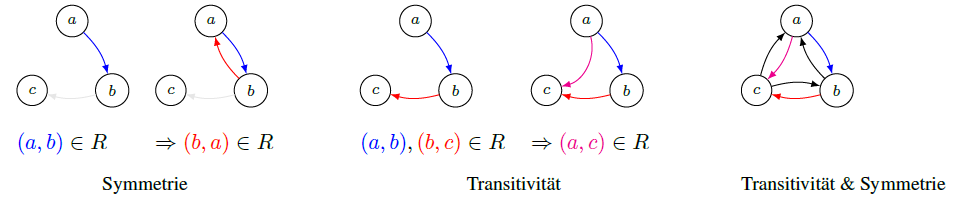 a
c
b
a
c
b
(a, b) ∈ R
⇒ (b, a) ∈ R
Symmetrie
a
c
b
a
c
b
(a, b), (b, c) ∈ R
⇒ (a, c) ∈ R
Transitivität
a
c
b
Transitivität & Symmetrie